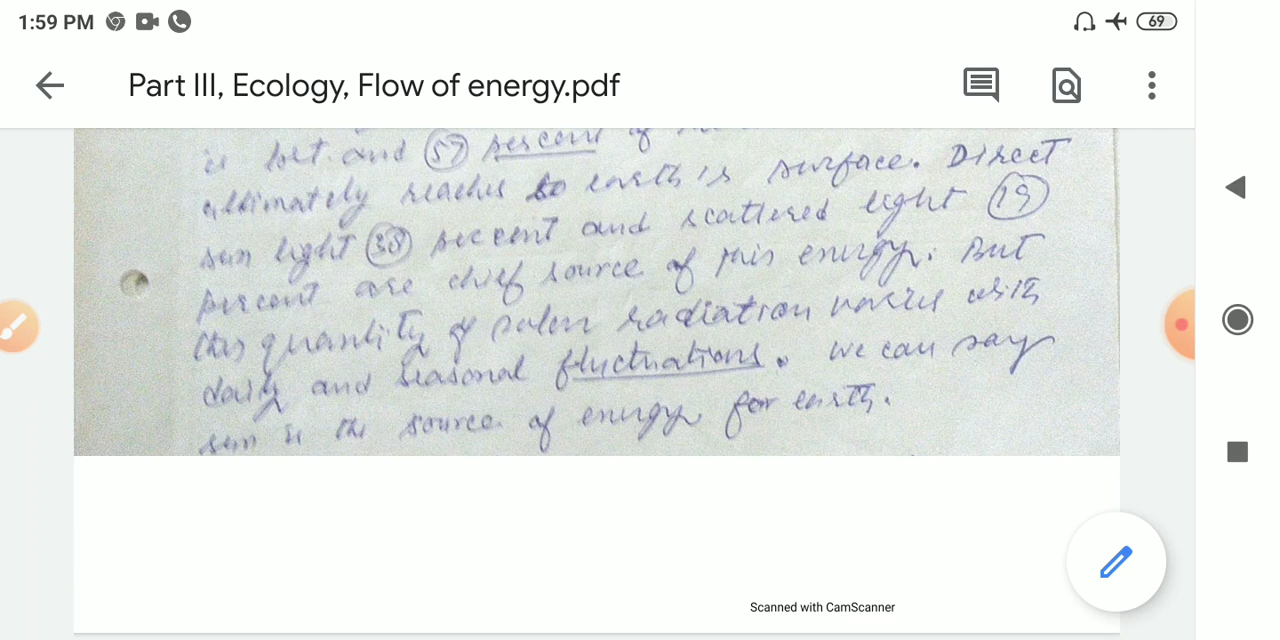 1:59 PM 69
Part III, Ecology, Flow of energy.pdf
is lost and 57 percent of
ultimately reaches to earth is surface. Direct
sun light 38 percent and scattered light 19
percent are chief source of this energy. But
this quantity of solar radiation varies with
daily and seasonal fluctuations. We can say
sun is the source of energy for earth.
Scanned with CamScanner